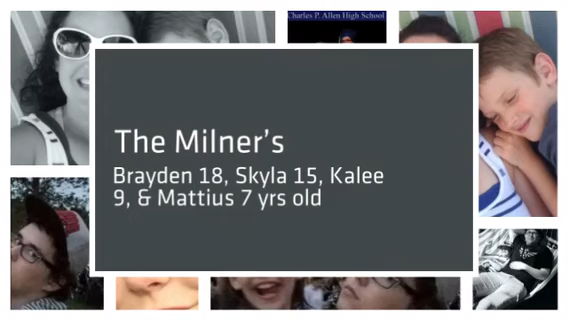 Charles P. Allen High School
The Milner's
Brayden 18, Skyla 15, Kalee
9, & Mattius 7 yrs old